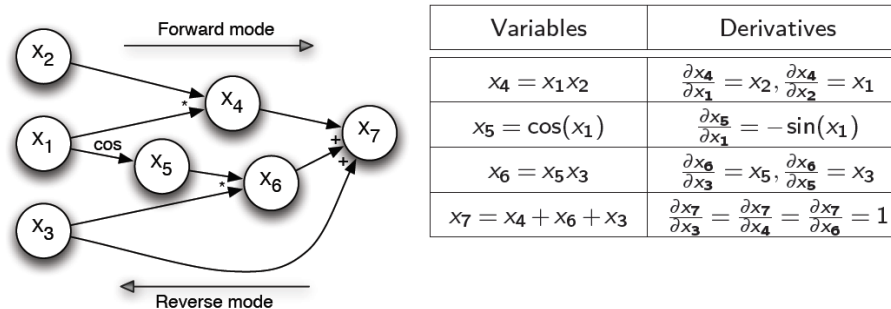 Forward mode
x₂
x₁
x₃
cos
x₅
*
x₄
*
x₆
+
+
x₇
Reverse mode
Variables Derivatives
x₄ = x₁x₂ ∂x₄/∂x₁ = x₂, ∂x₄/∂x₂ = x₁
x₅ = cos(x₁) ∂x₅/∂x₁ = − sin(x₁)
x₆ = x₅x₃ ∂x₆/∂x₃ = x₅, ∂x₆/∂x₅ = x₃
x₇ = x₄ + x₆ + x₃ ∂x₇/∂x₃ = ∂x₇/∂x₄ = ∂x₇/∂x₆ = 1